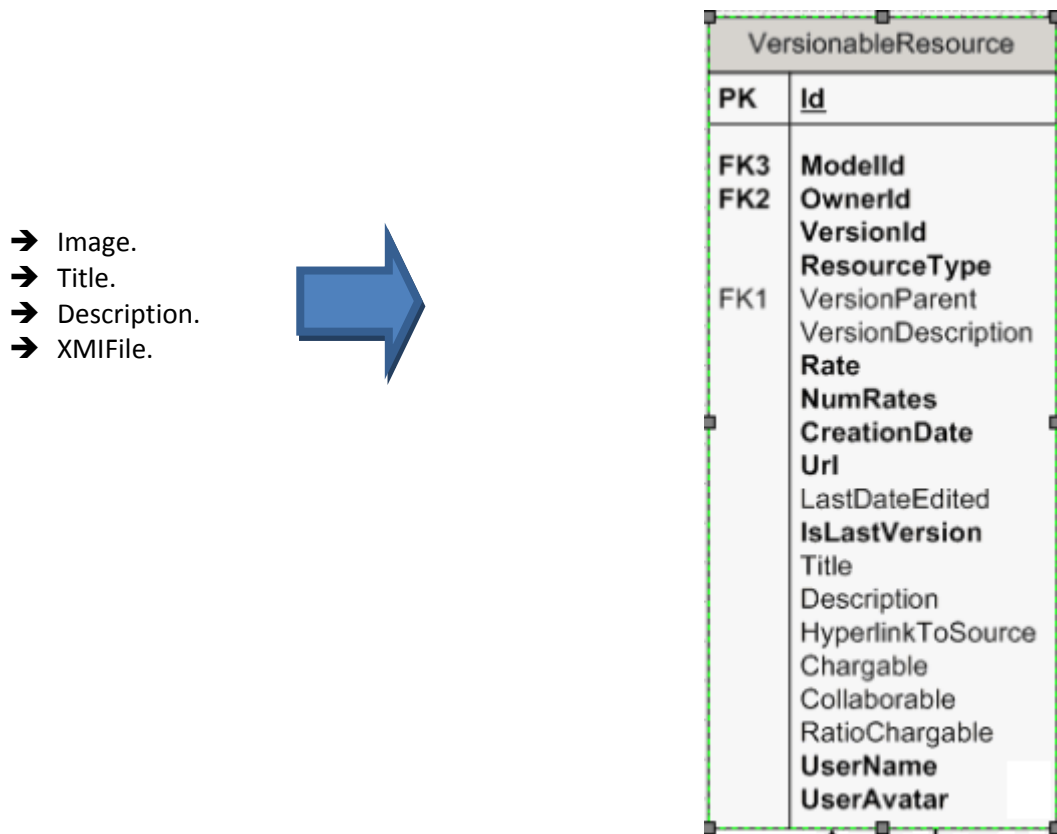 ➔ Image.
➔ Title.
➔ Description.
➔ XMIFile.
VersionableResource
PK Id
FK3 ModelId
FK2 OwnerId
VersionId
ResourceType
FK1 VersionParent
VersionDescription
Rate
NumRates
CreationDate
Url
LastDateEdited
IsLastVersion
Title
Description
HyperlinkToSource
Chargable
Collaborable
RatioChargable
UserName
UserAvatar